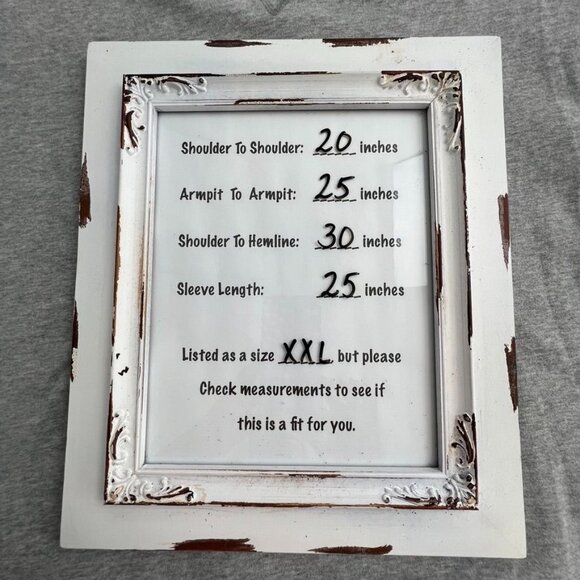 Shoulder To Shoulder: 20 inches
Armpit To Armpit: 25 inches
Shoulder To Hemline: 30 inches
Sleeve Length: 25 inches
Listed as a size XXL but please
Check measurements to see if
this is a fit for you.